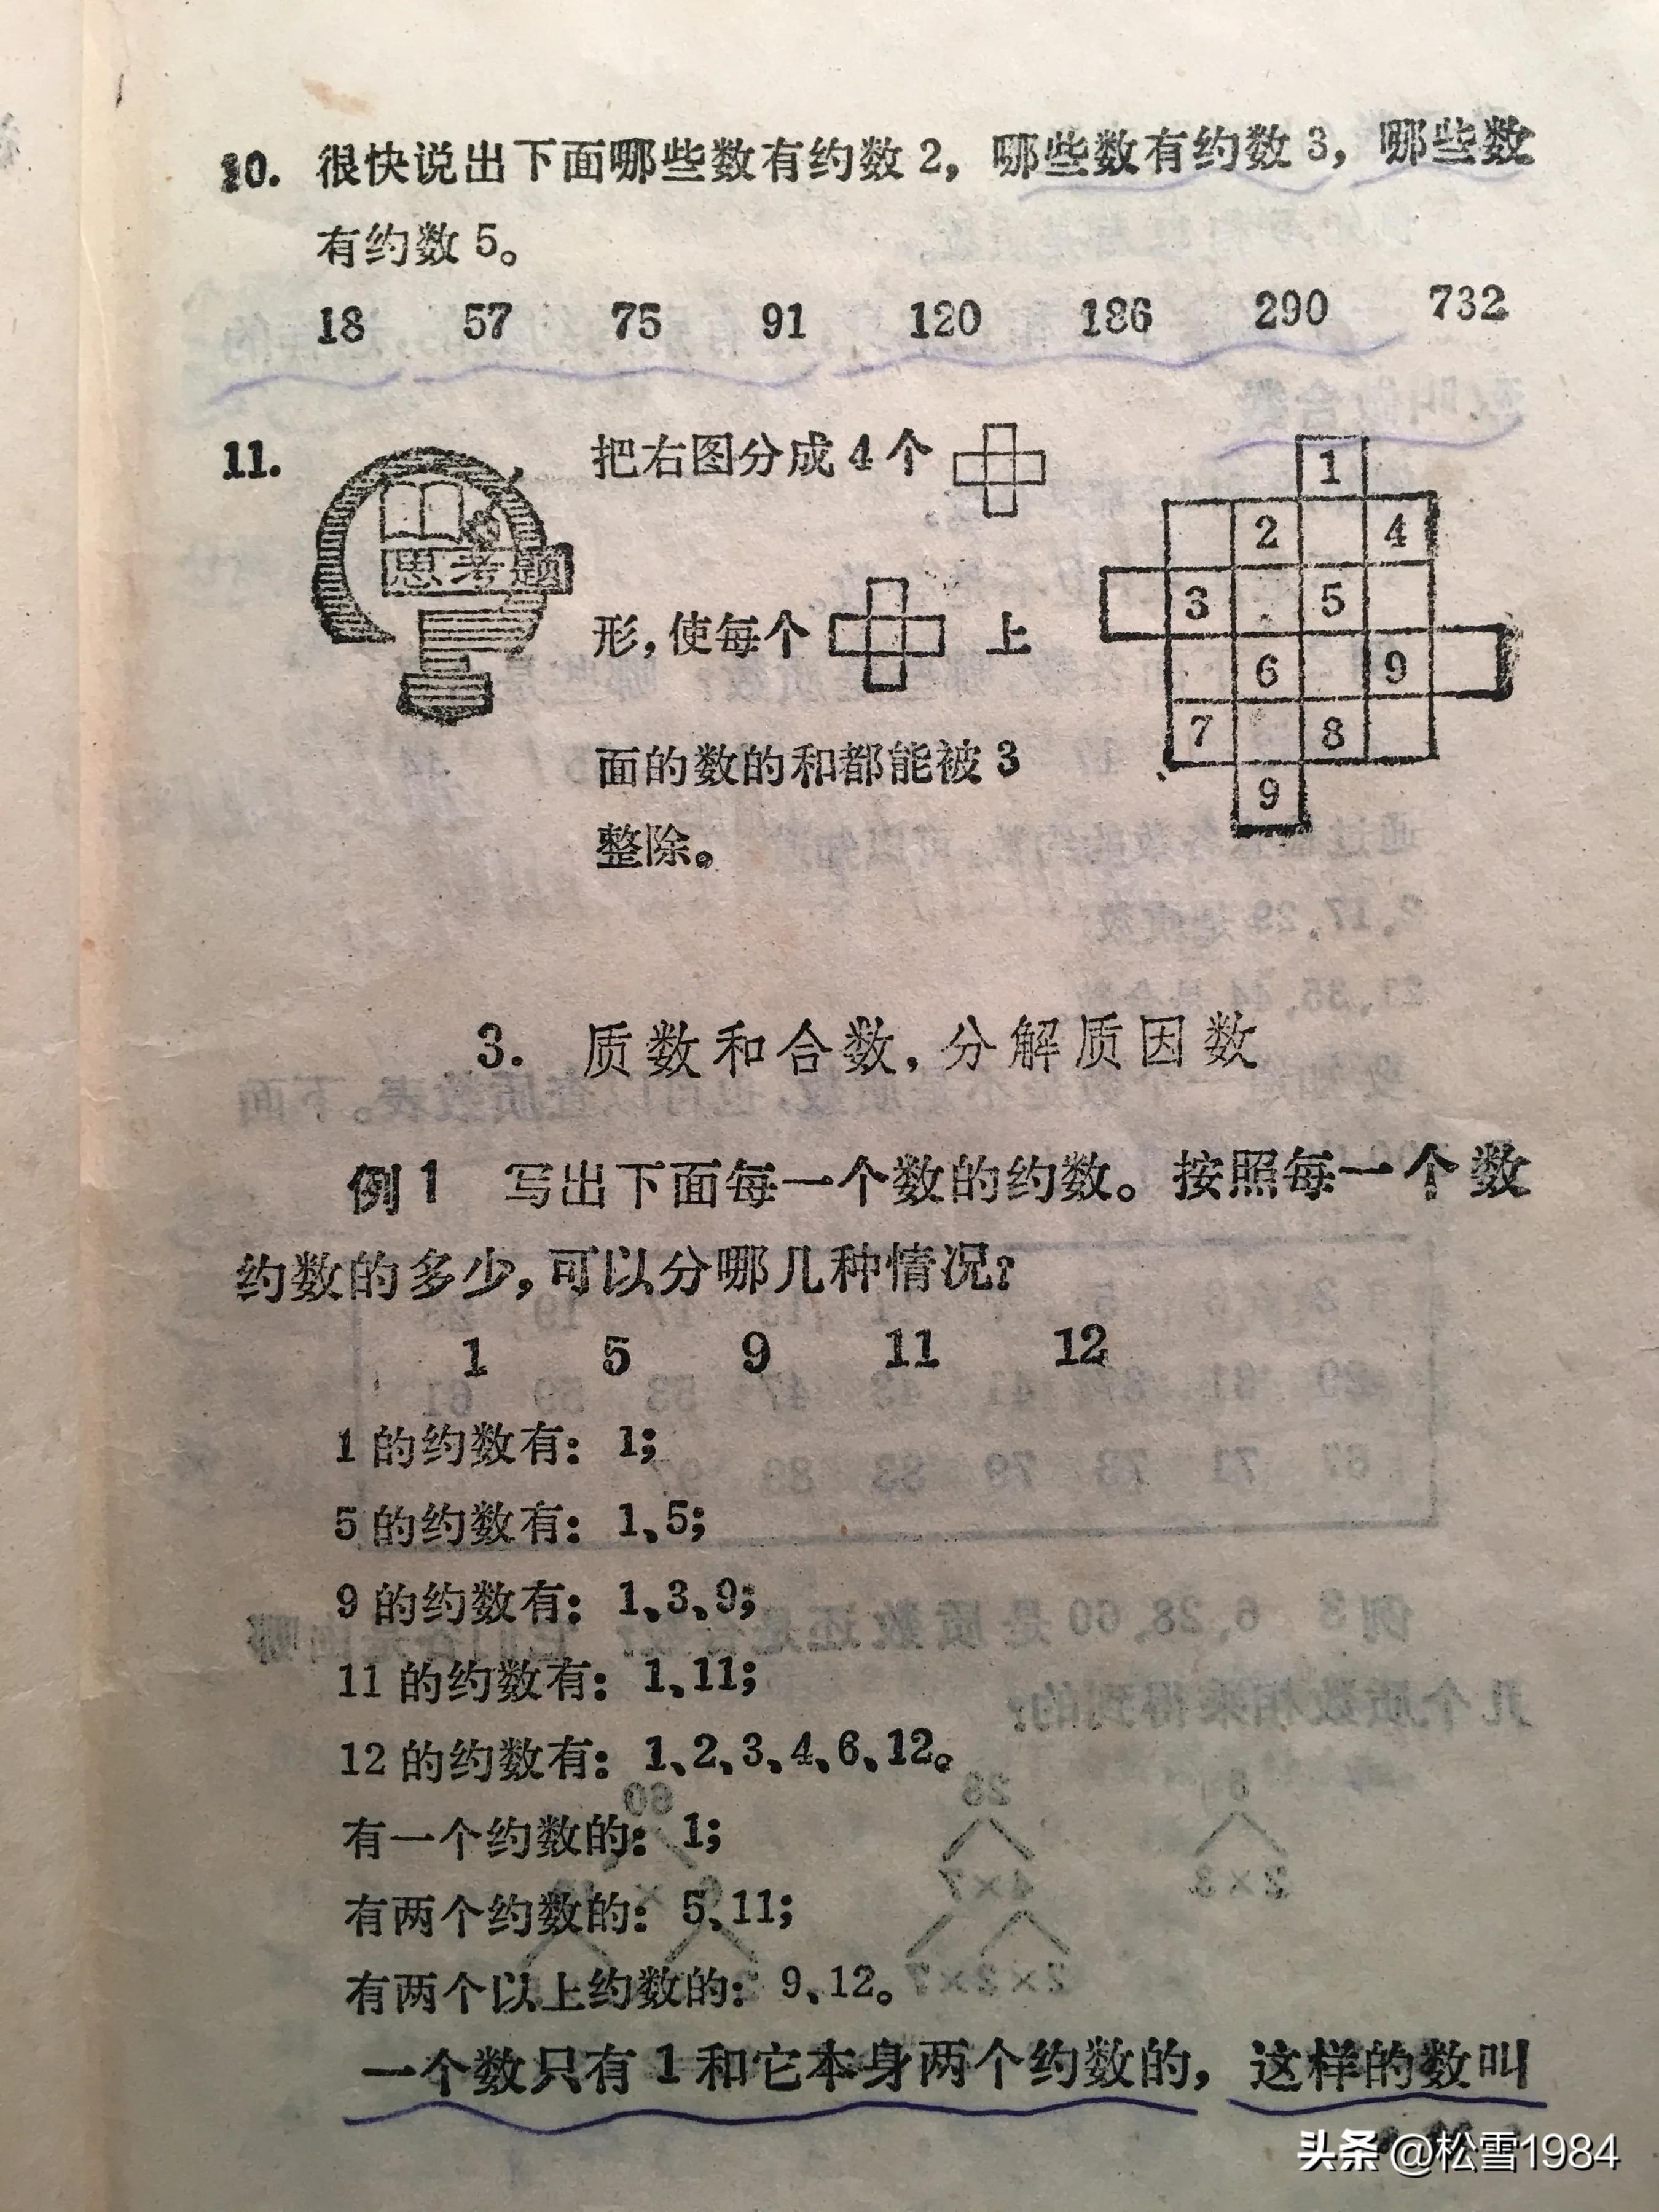 10. 很快说出下面哪些数有约数 2，哪些数有约数 3，哪些数
有约数 5。
18 57 75 91 120 186 290 732
11. 思考题 把右图分成 4 个
形，使每个 上
面的数的和都能被 3
整除。
1
2 4
3 5
6 9
7 8
9
3. 质数和合数，分解质因数
例 1 写出下面每一个数的约数。按照每一个数
约数的多少，可以分哪几种情况？
1 5 9 11 12
1 的约数有：1；
5 的约数有：1、5；
9 的约数有：1、3、9；
11 的约数有：1、11；
12 的约数有：1、2、3、4、6、12。
有一个约数的：1；
有两个约数的：5、11；
有两个以上约数的：9、12。
一个数只有 1 和它本身两个约数的，这样的数叫
头条 @松雪1984